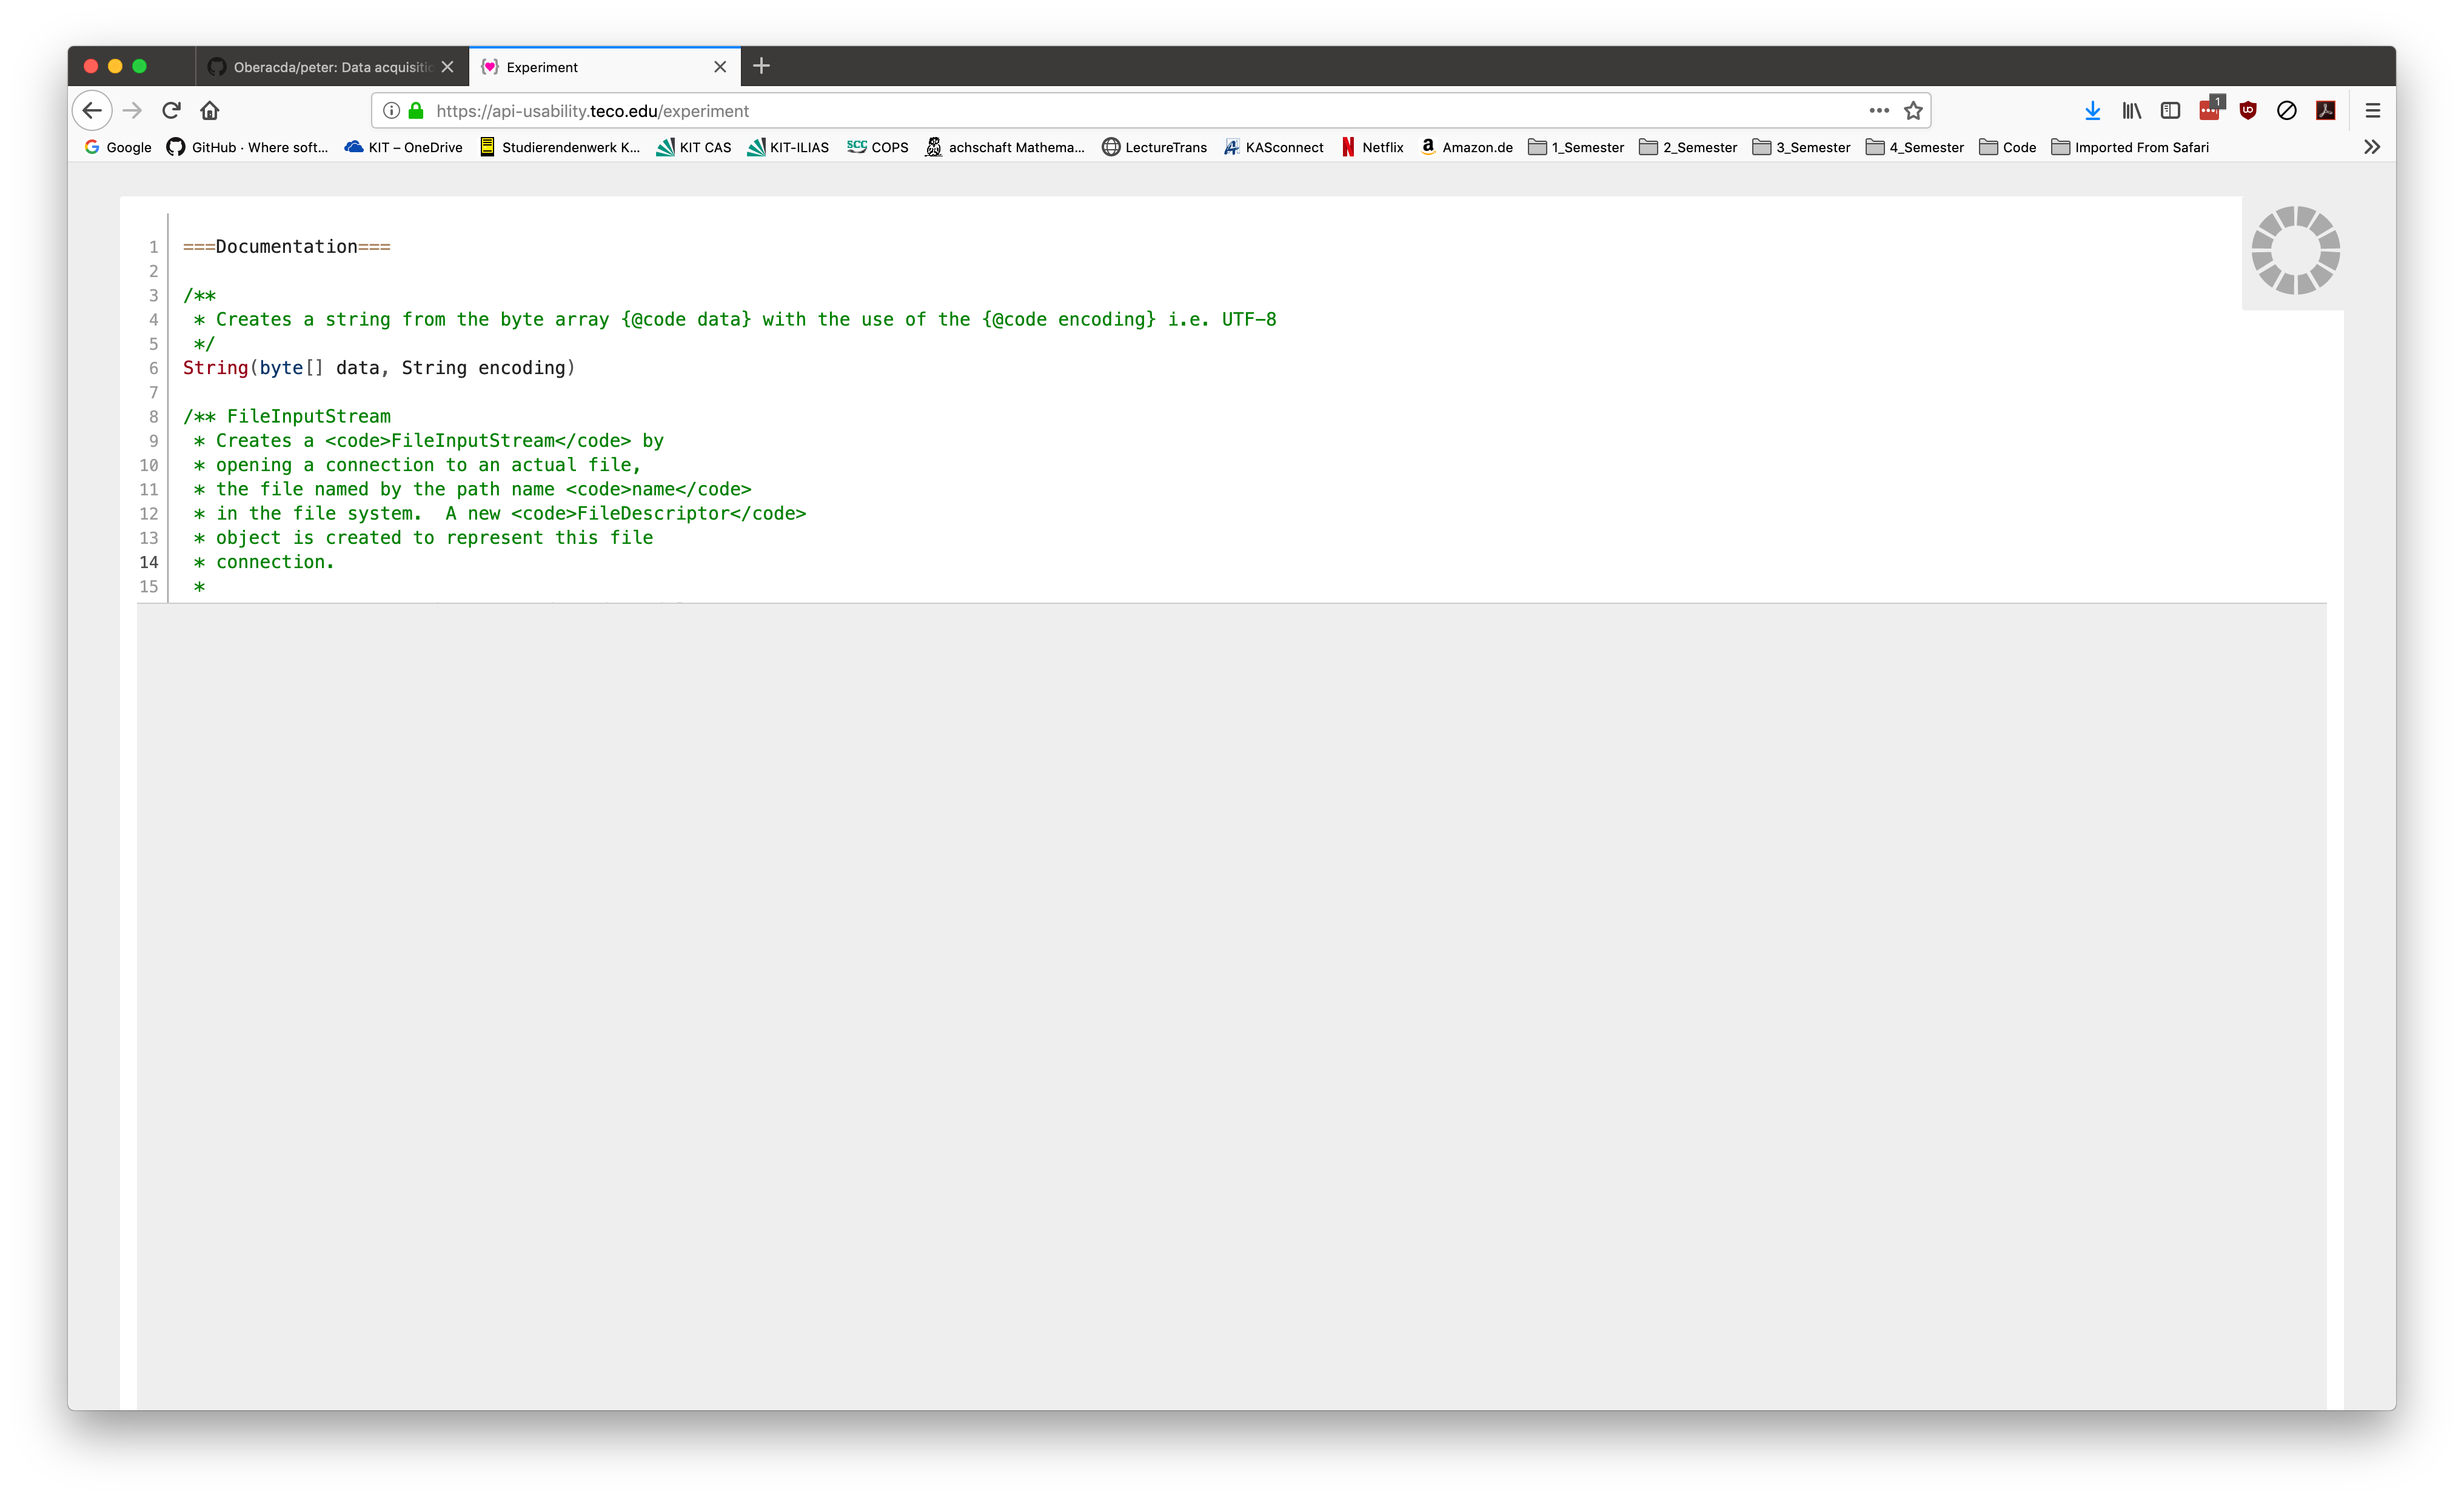 Oberacda/peter: Data acquisitic
Experiment
https://api-usability.teco.edu/experiment
1
Google
GitHub · Where soft...
KIT – OneDrive
Studierendenwerk K...
KIT CAS
KIT-ILIAS
SCC COPS
achschaft Mathema...
LectureTrans
KASconnect
Netflix
Amazon.de
1_Semester
2_Semester
3_Semester
4_Semester
Code
Imported From Safari
1 ===Documentation===
2
3 /**
4 * Creates a string from the byte array {@code data} with the use of the {@code encoding} i.e. UTF-8
5 */
6 String(byte[] data, String encoding)
7
8 /** FileInputStream
9 * Creates a <code>FileInputStream</code> by
10 * opening a connection to an actual file,
11 * the file named by the path name <code>name</code>
12 * in the file system.  A new <code>FileDescriptor</code>
13 * object is created to represent this file
14 * connection.
15 *